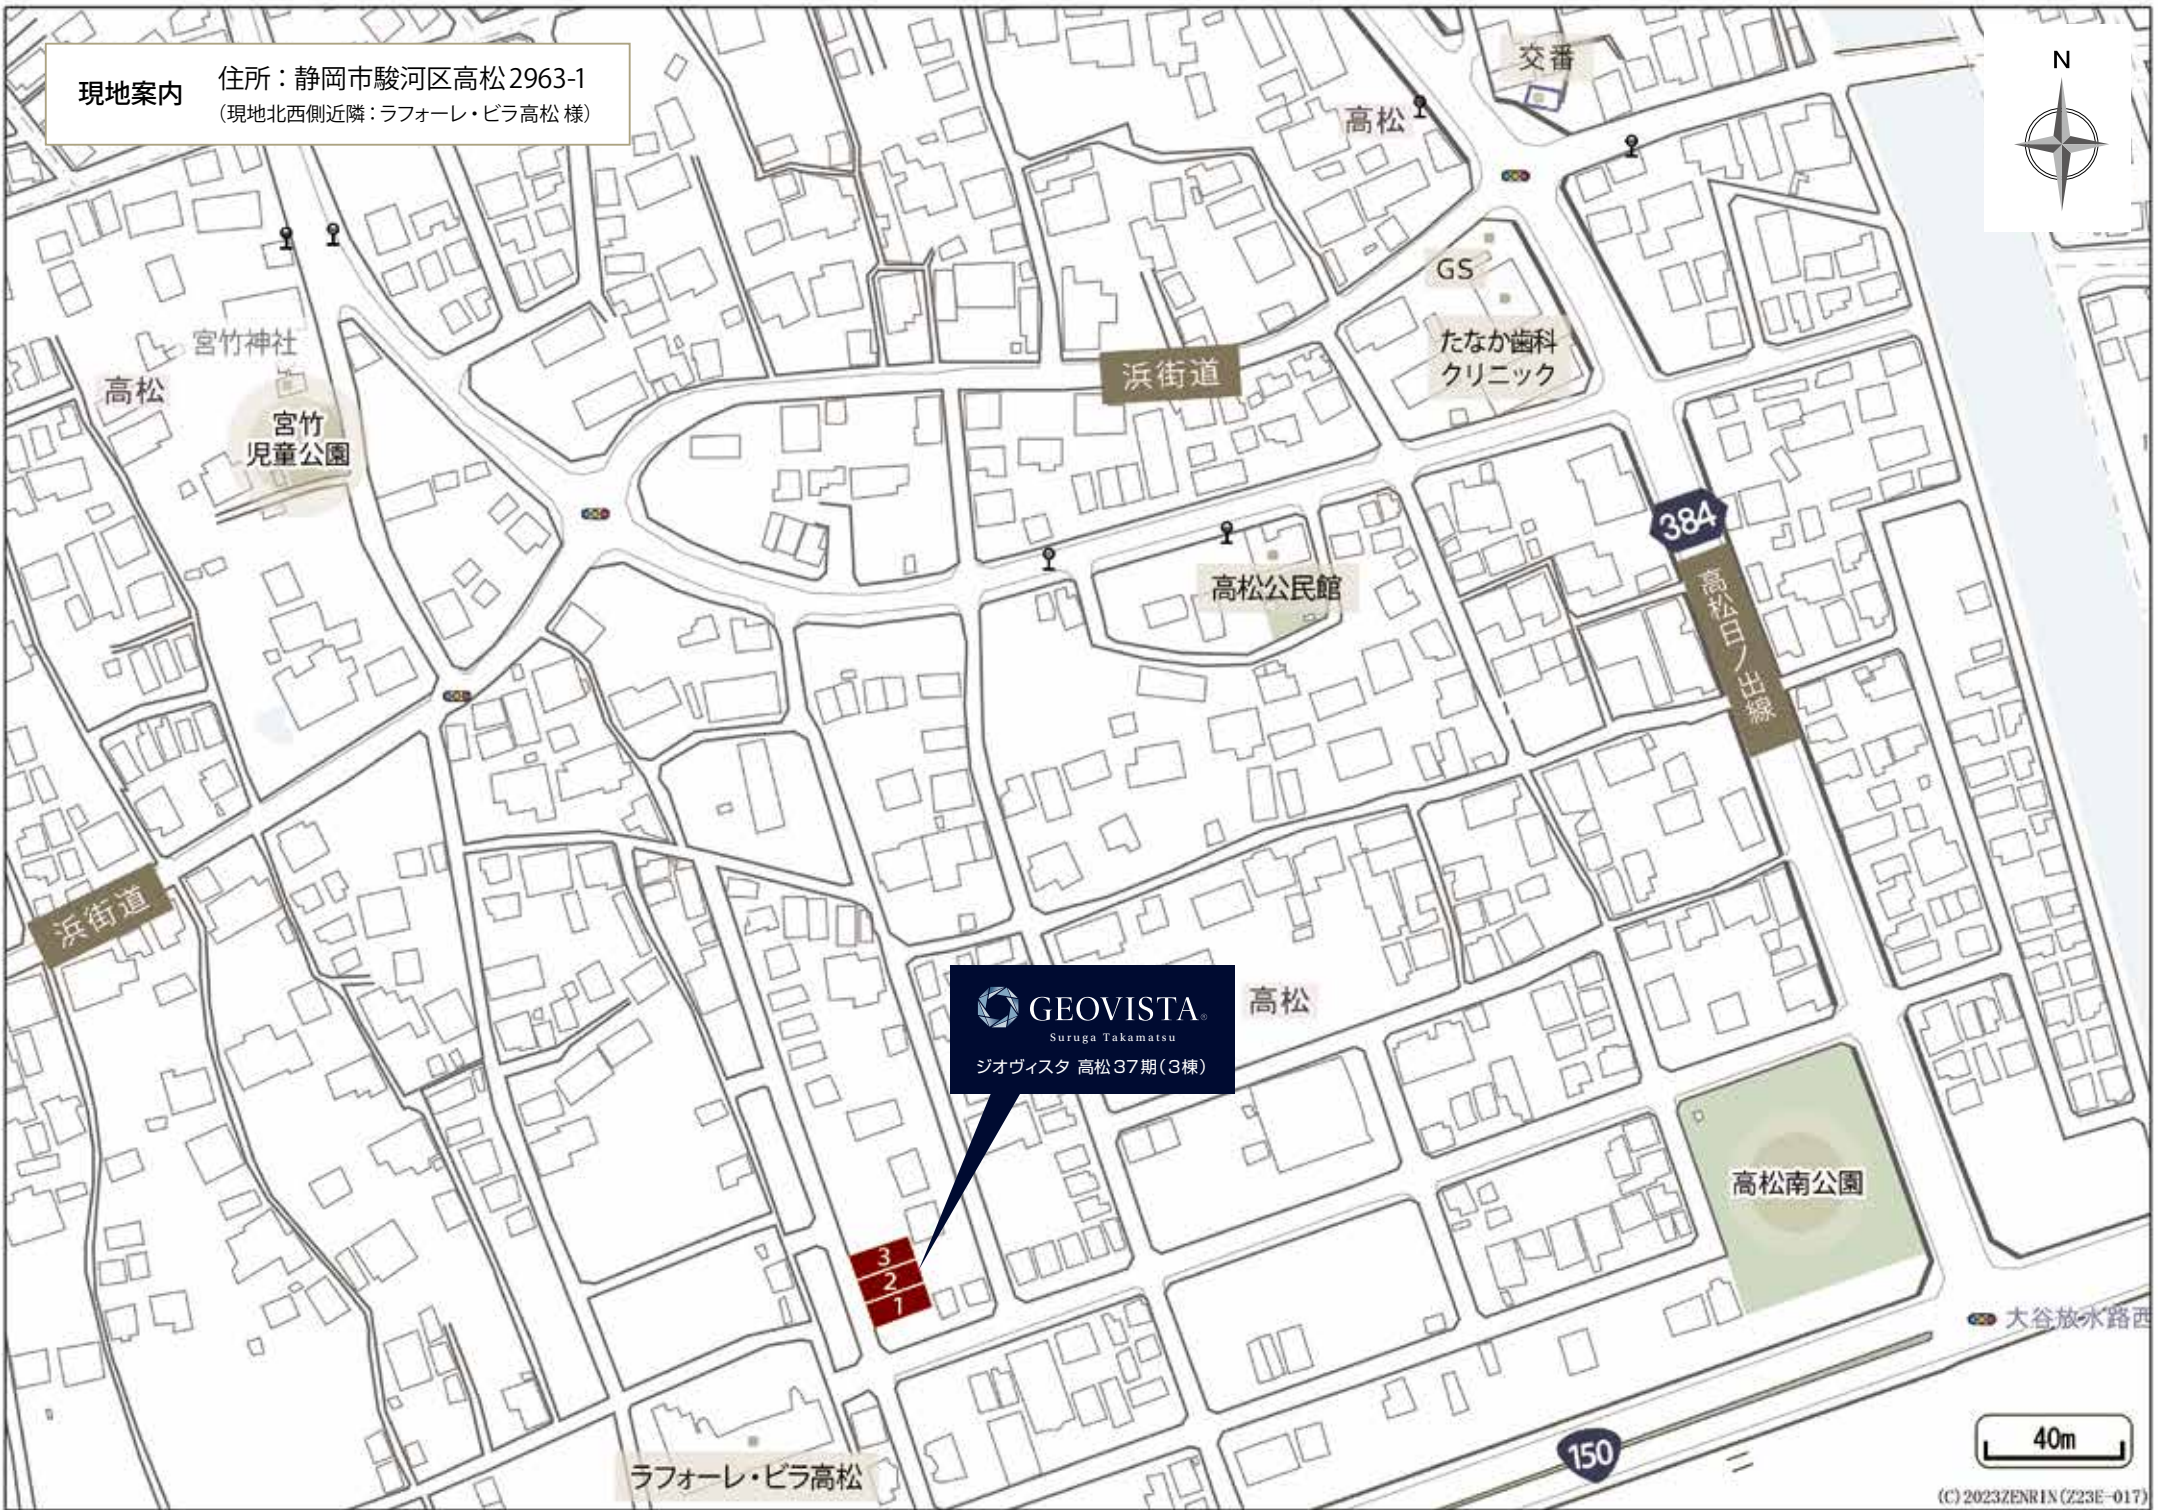 現地案内
住所：静岡市駿河区高松2963-1
（現地北西側近隣：ラフォーレ・ビラ高松 様）
交番
N
高松
GS
宮竹神社
たなか歯科
クリニック
浜街道
高松
宮竹
児童公園
384
高松公民館
高松日ノ出線
浜街道
GEOVISTA®
Suruga Takamatsu
ジオヴィスタ 高松37期（3棟）
高松
高松南公園
3
2
1
大谷放水路西
40m
150
ラフォーレ・ビラ高松
(C)2023ZENRIN(Z23E-017)